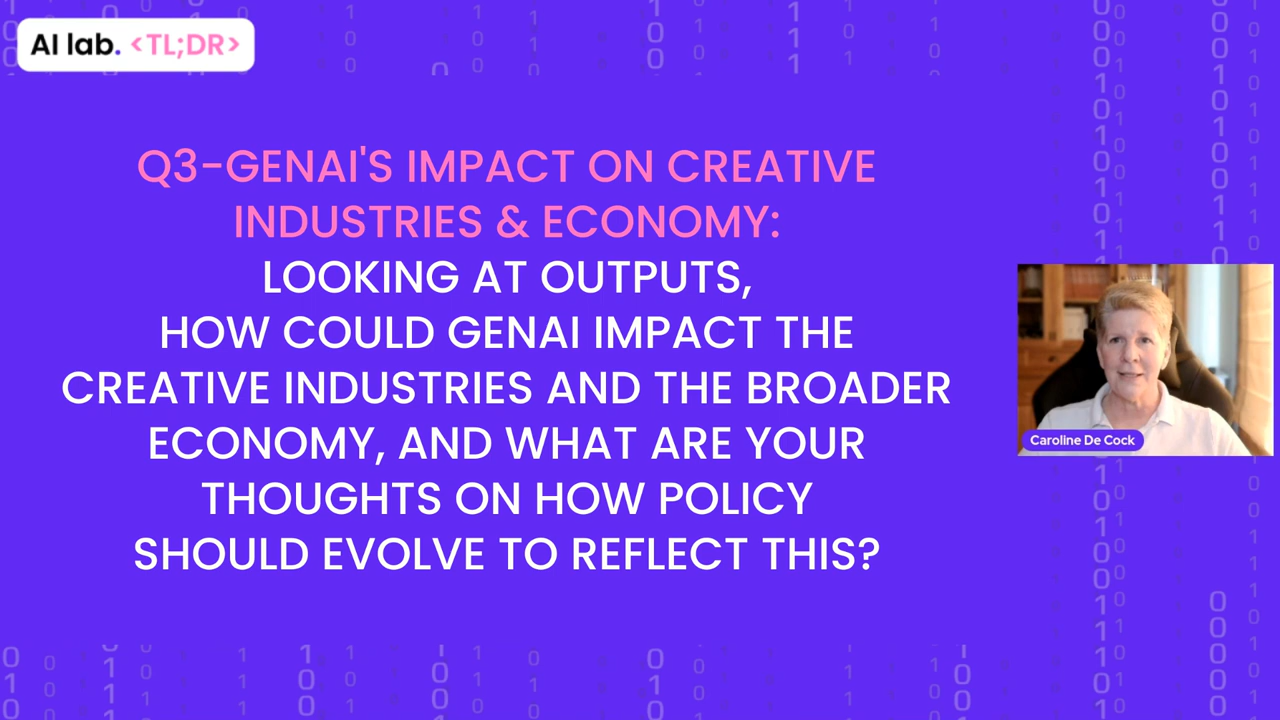 AI lab. <TL;DR>
Q3-GENAI'S IMPACT ON CREATIVE
INDUSTRIES & ECONOMY:
LOOKING AT OUTPUTS,
HOW COULD GENAI IMPACT THE
CREATIVE INDUSTRIES AND THE BROADER
ECONOMY, AND WHAT ARE YOUR
THOUGHTS ON HOW POLICY
SHOULD EVOLVE TO REFLECT THIS?
Caroline De Cock